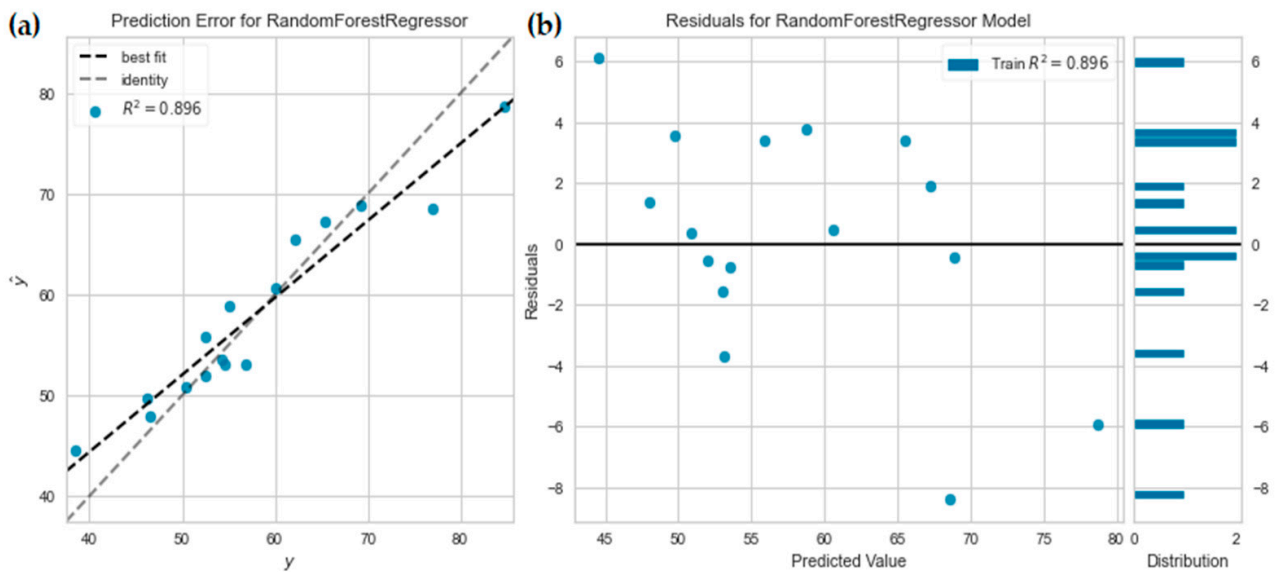 (a)
Prediction Error for RandomForestRegressor
best fit
identity
R² = 0.896
80
70
60
50
40
ŷ
40 50 60 70 80
y
(b)
Residuals for RandomForestRegressor Model
Train R² = 0.896
6
4
2
0
−2
−4
−6
−8
Residuals
45 50 55 60 65 70 75 80
Predicted Value
6
4
2
0
−2
−4
−6
−8
0 2
Distribution